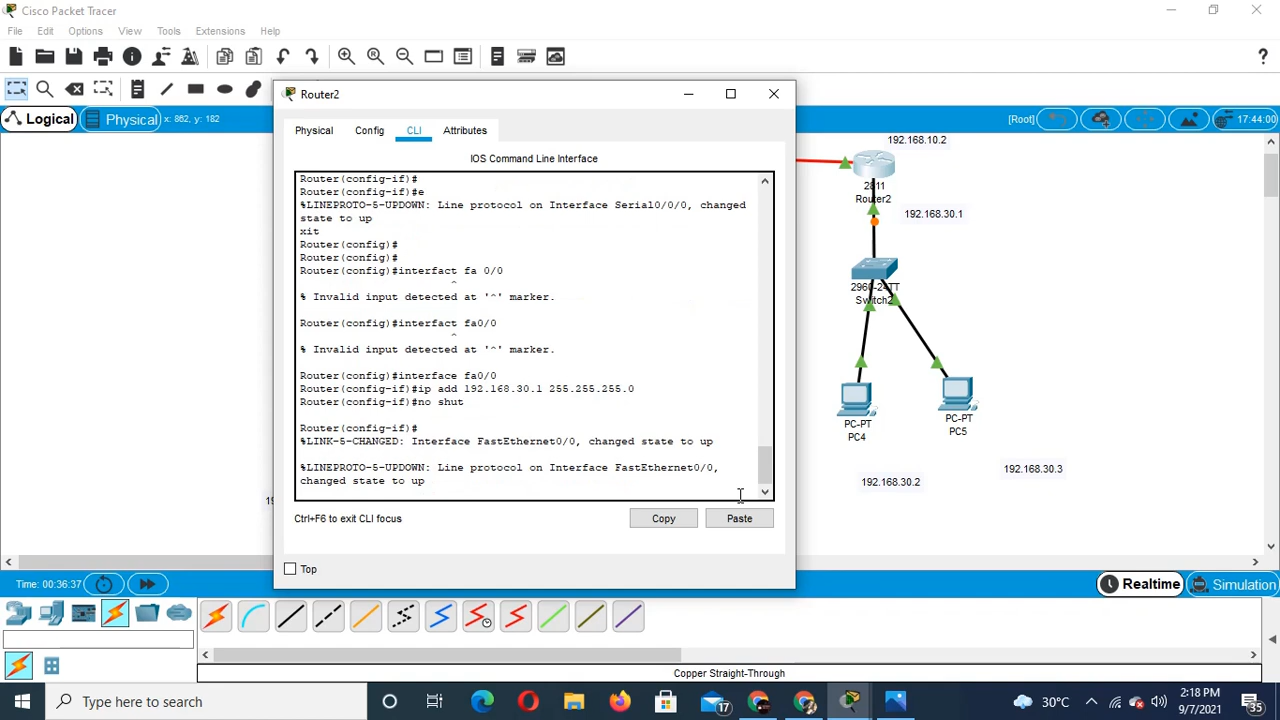 Cisco Packet Tracer
File Edit Options View Tools Extensions Help
?
Logical Physical x: 862, y: 182 [Root] 17:44:00
Router2
Physical Config CLI Attributes
IOS Command Line Interface
Router(config-if)#
Router(config-if)#e
%LINEPROTO-5-UPDOWN: Line protocol on Interface Serial0/0/0, changed
state to up
xit
Router(config)#
Router(config)#
Router(config)#interfact fa 0/0
^
% Invalid input detected at '^' marker.
Router(config)#interfact fa0/0
^
% Invalid input detected at '^' marker.
Router(config)#interface fa0/0
Router(config-if)#ip add 192.168.30.1 255.255.255.0
Router(config-if)#no shut
Router(config-if)#
%LINK-5-CHANGED: Interface FastEthernet0/0, changed state to up
%LINEPROTO-5-UPDOWN: Line protocol on Interface FastEthernet0/0,
changed state to up
Ctrl+F6 to exit CLI focus
Copy Paste
Top
192.168.10.2
2811
Router2
192.168.30.1
2960-24TT
Switch2
PC-PT
PC4
PC-PT
PC5
192.168.30.3
192.168.30.2
Time: 00:36:37 Realtime Simulation
Copper Straight-Through
Type here to search
17
30°C
2:18 PM
9/7/2021
35